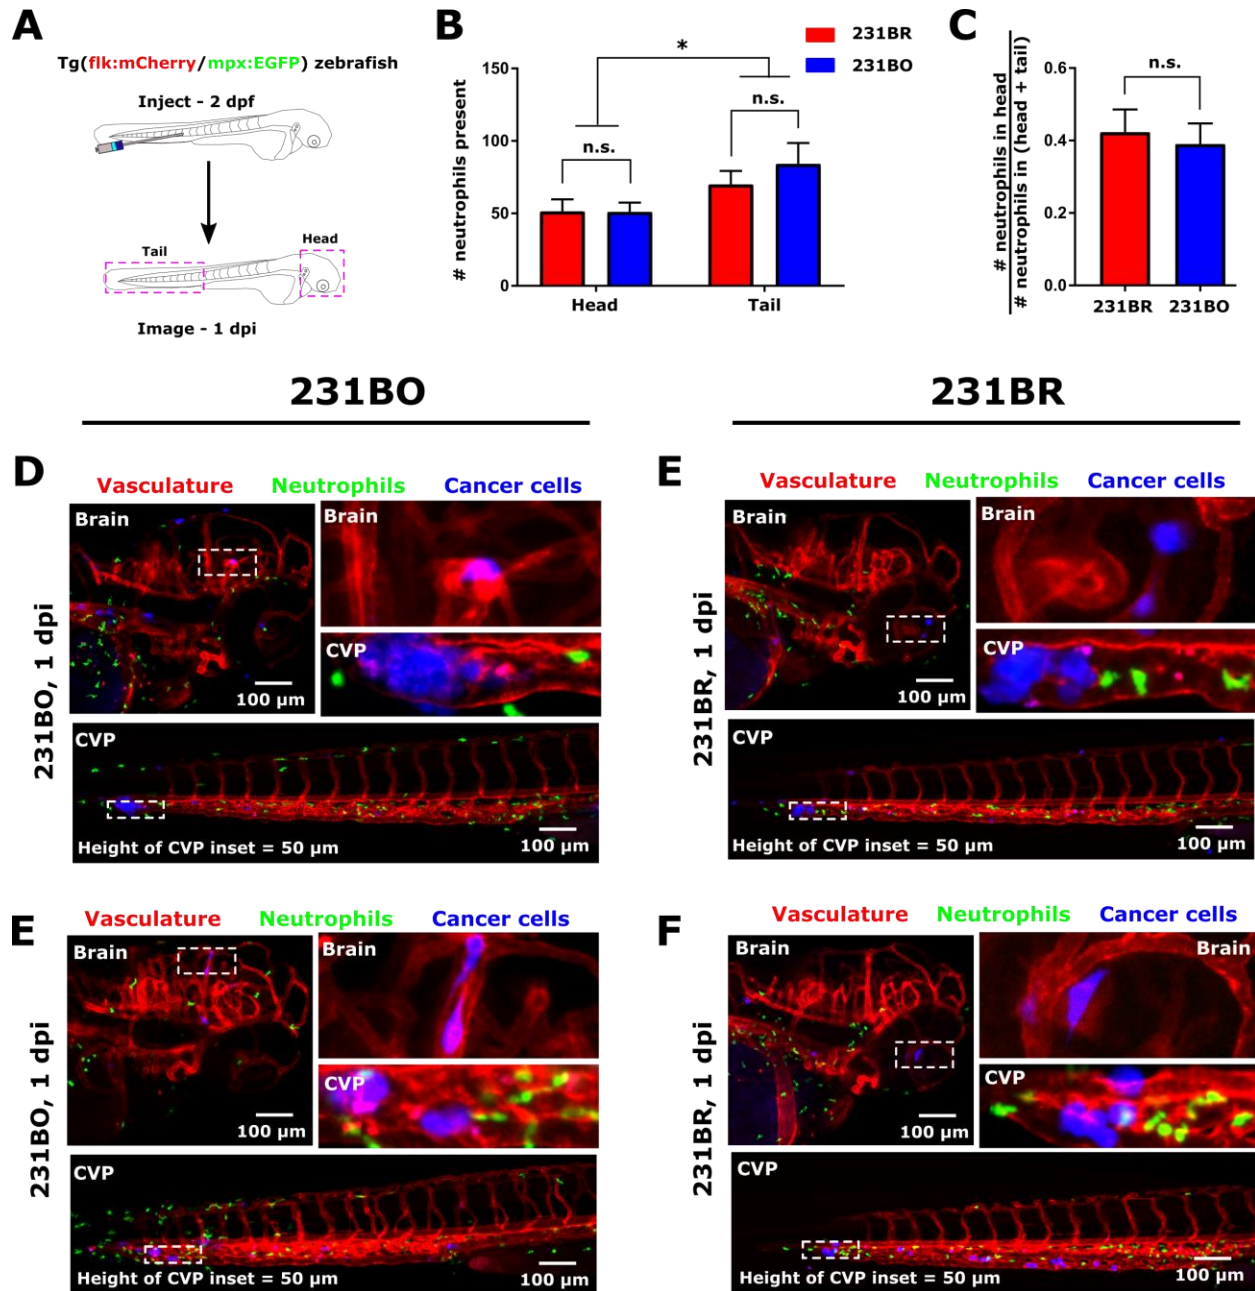 A
Tg(flk:mCherry/mpx:EGFP) zebrafish
Inject - 2 dpf
Tail
Head
Image - 1 dpi
B
231BR
231BO
# neutrophils present
150
100
50
0
*
n.s.
n.s.
Head
Tail
C
# neutrophils in head
# neutrophils in (head + tail)
0.6
0.4
0.2
0.0
n.s.
231BR
231BO
231BO
231BR
D
Vasculature
Neutrophils
Cancer cells
231BO, 1 dpi
Brain
100 µm
Brain
CVP
CVP
Height of CVP inset = 50 µm
100 µm
E
Vasculature
Neutrophils
Cancer cells
231BR, 1 dpi
Brain
100 µm
Brain
CVP
CVP
Height of CVP inset = 50 µm
100 µm
E
Vasculature
Neutrophils
Cancer cells
231BO, 1 dpi
Brain
100 µm
Brain
CVP
CVP
Height of CVP inset = 50 µm
100 µm
F
Vasculature
Neutrophils
Cancer cells
231BR, 1 dpi
Brain
100 µm
Brain
CVP
CVP
Height of CVP inset = 50 µm
100 µm